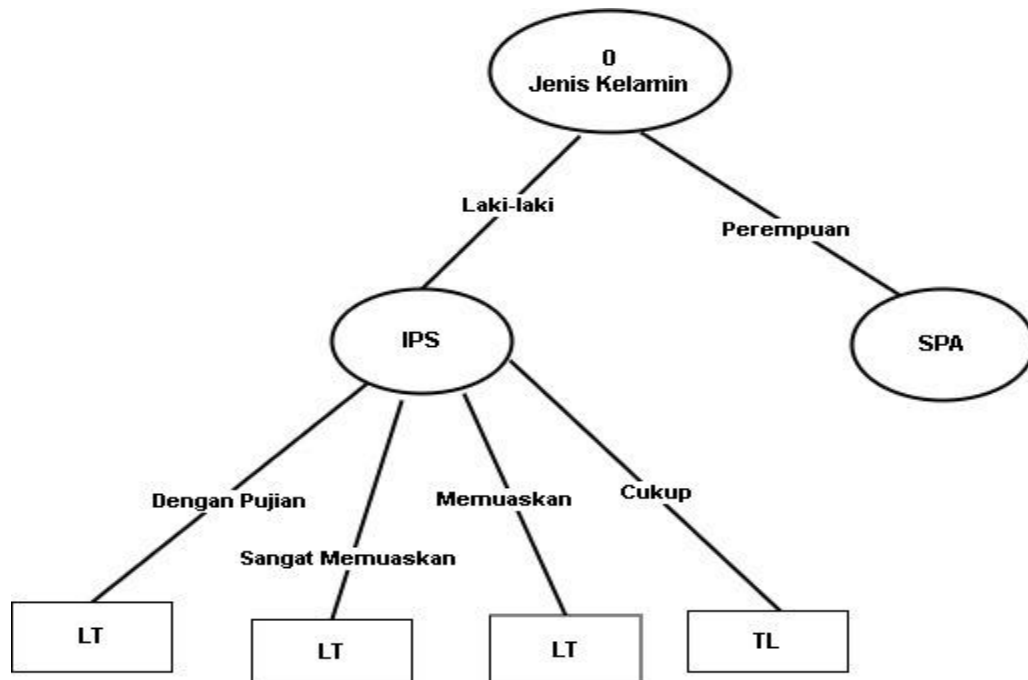 0
Jenis Kelamin
Laki-laki
Perempuan
IPS
SPA
Dengan Pujian
Sangat Memuaskan
Memuaskan
Cukup
LT
LT
LT
TL